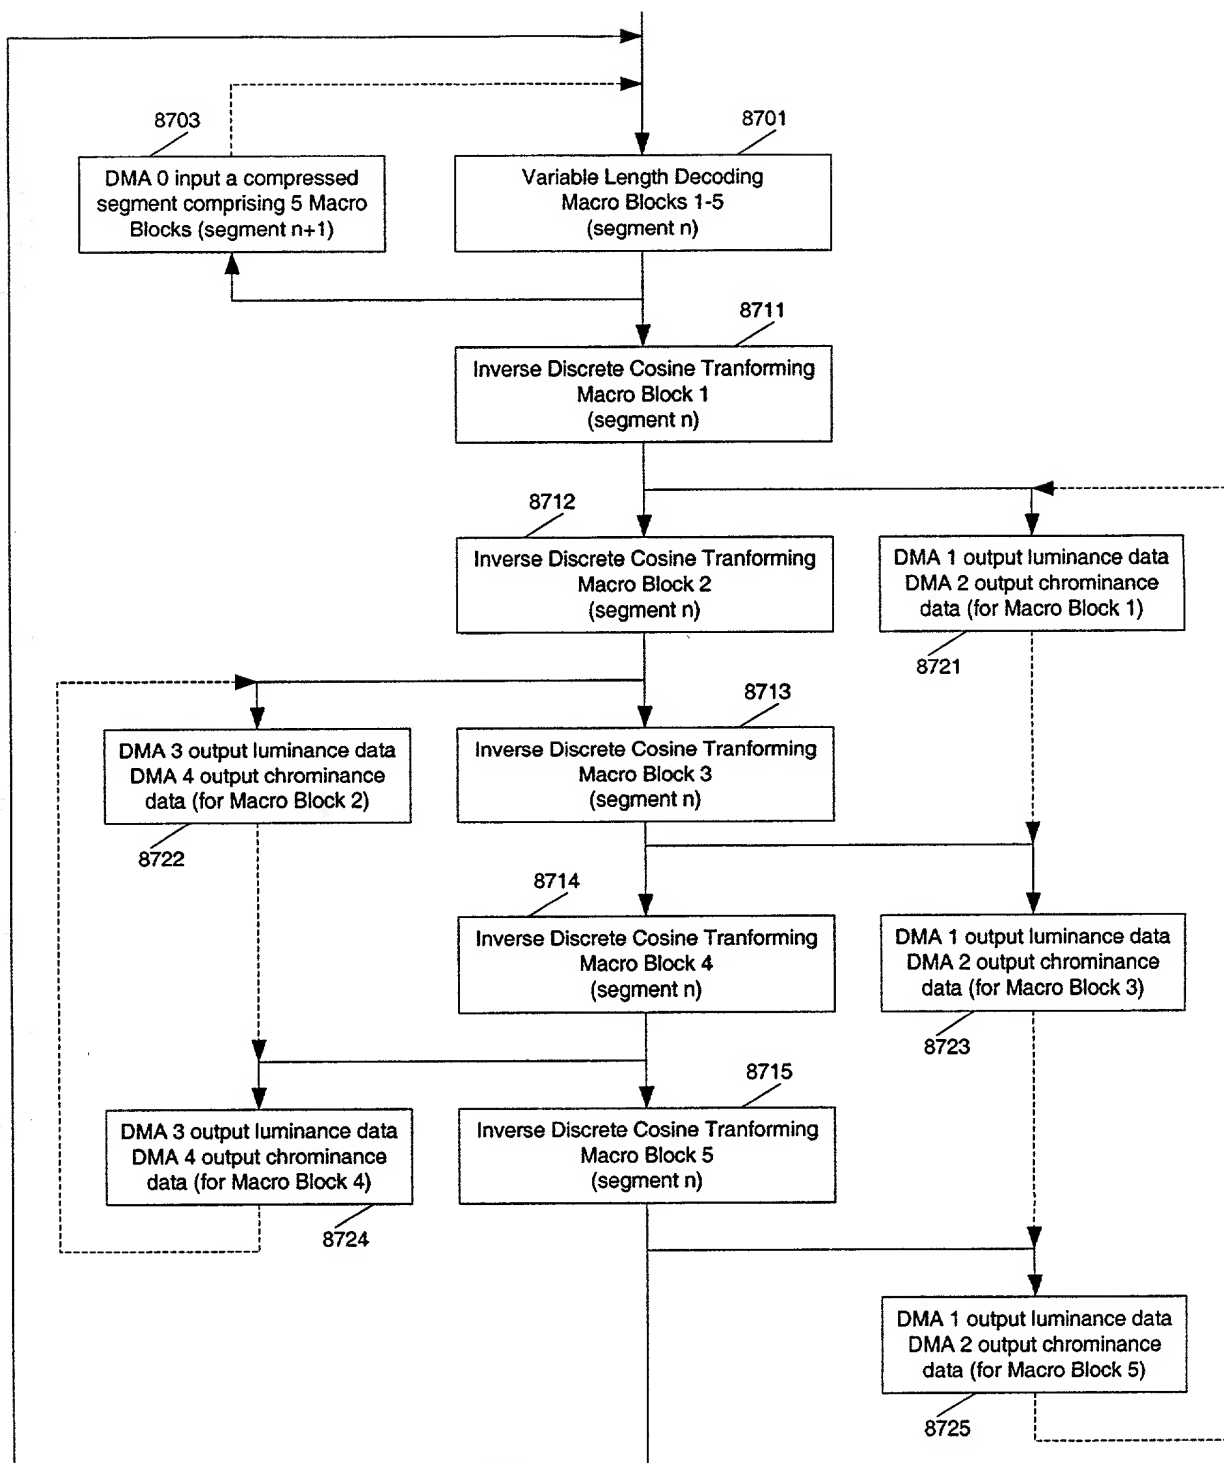 8703
8701
DMA 0 input a compressed
segment comprising 5 Macro
Blocks (segment n+1)
Variable Length Decoding
Macro Blocks 1-5
(segment n)
8711
Inverse Discrete Cosine Tranforming
Macro Block 1
(segment n)
8712
Inverse Discrete Cosine Tranforming
Macro Block 2
(segment n)
DMA 1 output luminance data
DMA 2 output chrominance
data (for Macro Block 1)
8721
8713
DMA 3 output luminance data
DMA 4 output chrominance
data (for Macro Block 2)
8722
Inverse Discrete Cosine Tranforming
Macro Block 3
(segment n)
8714
Inverse Discrete Cosine Tranforming
Macro Block 4
(segment n)
DMA 1 output luminance data
DMA 2 output chrominance
data (for Macro Block 3)
8723
8715
DMA 3 output luminance data
DMA 4 output chrominance
data (for Macro Block 4)
8724
Inverse Discrete Cosine Tranforming
Macro Block 5
(segment n)
DMA 1 output luminance data
DMA 2 output chrominance
data (for Macro Block 5)
8725